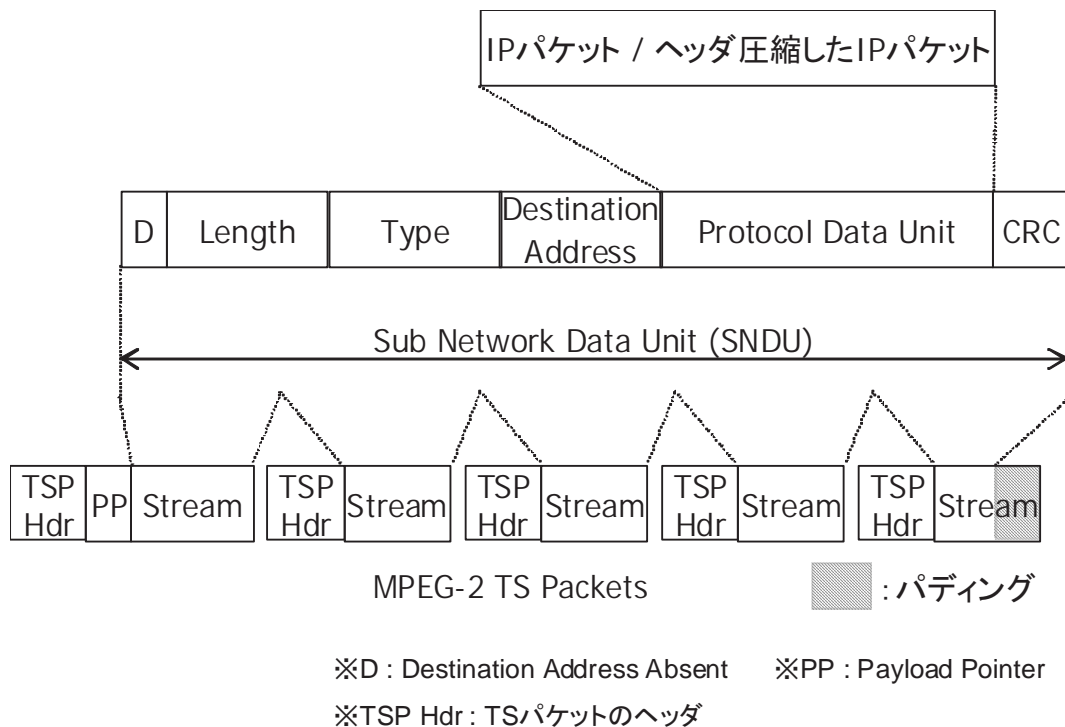 IPパケット / ヘッダ圧縮したIPパケット
D Length Type Destination Address Protocol Data Unit CRC
Sub Network Data Unit (SNDU)
TSP Hdr PP Stream TSP Hdr Stream TSP Hdr Stream TSP Hdr Stream TSP Hdr Stream
MPEG-2 TS Packets : パディング
※D : Destination Address Absent ※PP : Payload Pointer
※TSP Hdr : TSパケットのヘッダ